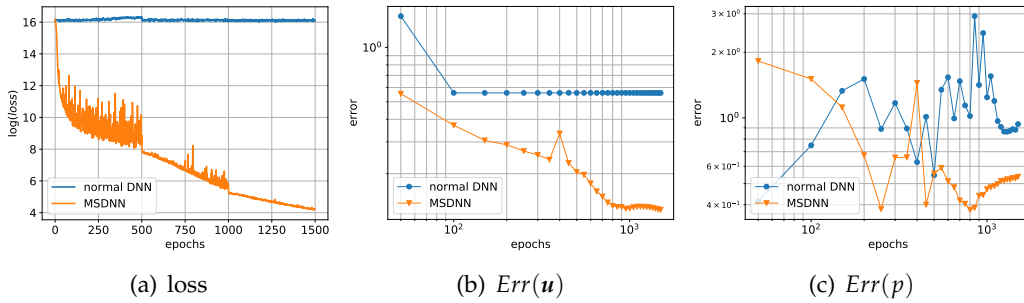 16
14
12
10
8
6
4
log(loss)
normal DNN
MSDNN
0 250 500 750 1000 1250 1500
epochs
(a) loss
10⁰
error
normal DNN
MSDNN
10² 10³
epochs
(b) Err(u)
3 × 10⁰
2 × 10⁰
10⁰
6 × 10⁻¹
4 × 10⁻¹
error
normal DNN
MSDNN
10² 10³
epochs
(c) Err(p)